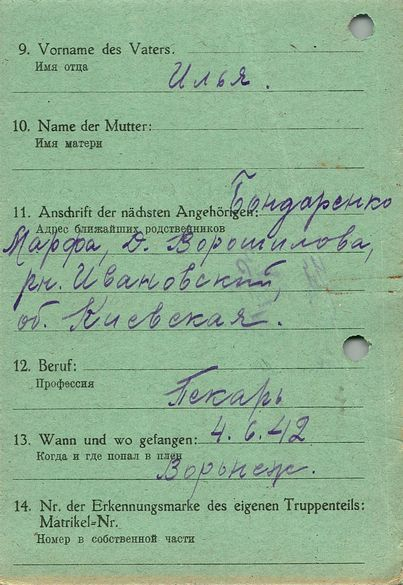 9. Vorname des Vaters.
Имя отца
Илья.
10. Name der Mutter:
Имя матери
Бондаренко
11. Anschrift der nächsten Angehörigen:
Адрес ближайших родственников
Марфа, д. Ворошилова,
рн. Ивановский,
об. Киевская.
12. Beruf:
Профессия
Пекарь
13. Wann und wo gefangen: 4.6.42
Когда и где попал в плен
Воронеж.
14. Nr. der Erkennungsmarke des eigenen Truppenteils:
Matrikel=Nr.
Номер в собственной части